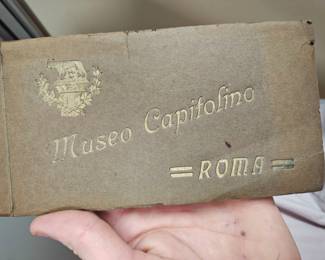 Museo Capitolino
= ROMA =